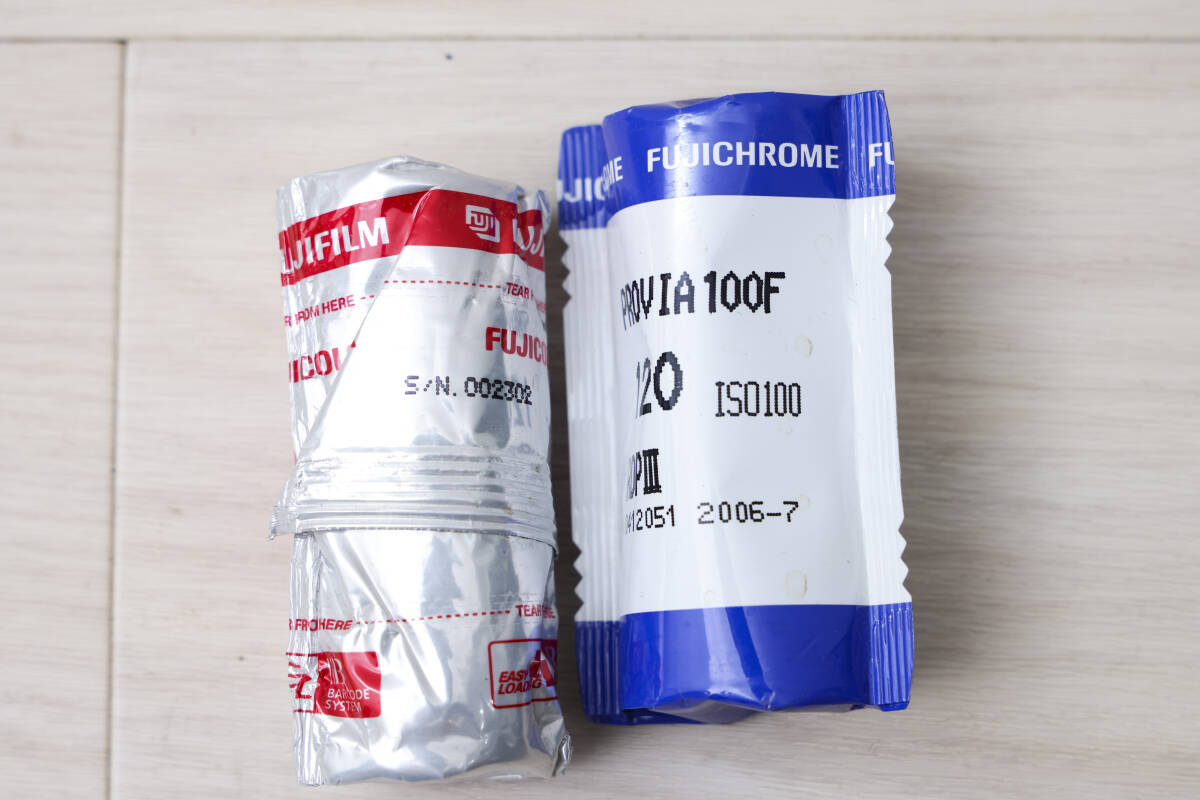 FUJIFILM FUJI
TEAR FROM HERE
FUJICO
S/N.002302
TEAR
HERE
BARCODE
SYSTEM
EASY
LOADING
FUJICHROME
PROVIA 100F
120 ISO100
2006-7